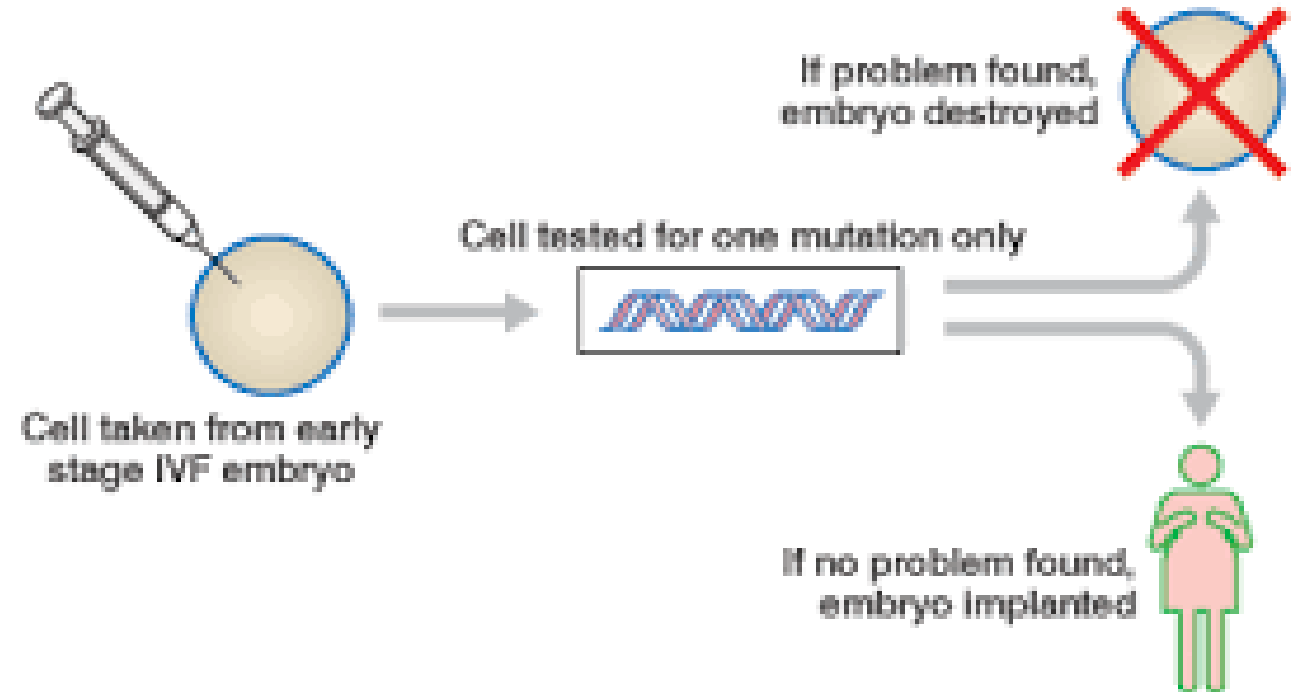 If problem found,
embryo destroyed
Cell tested for one mutation only
Cell taken from early
stage IVF embryo
If no problem found,
embryo implanted